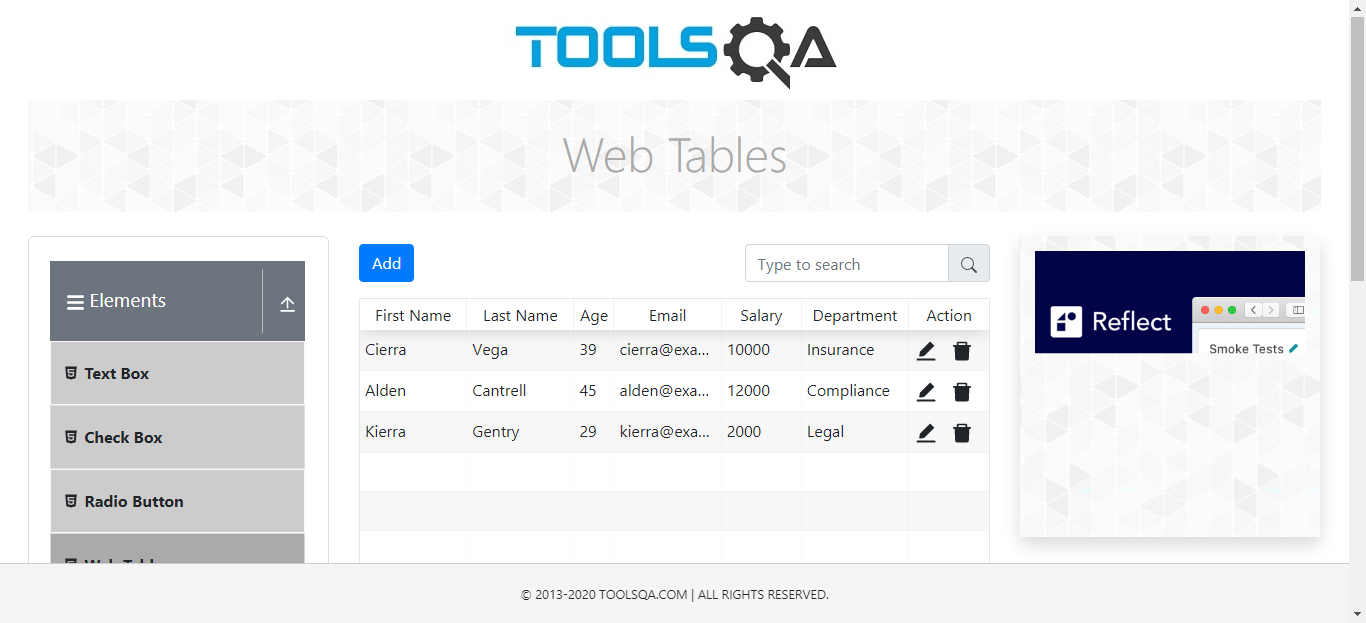 TOOLSQA
Web Tables
Elements
Text Box
Check Box
Radio Button
Add
Type to search
First Name Last Name Age Email Salary Department Action
Cierra Vega 39 cierra@exa... 10000 Insurance
Alden Cantrell 45 alden@exa... 12000 Compliance
Kierra Gentry 29 kierra@exa... 2000 Legal
Reflect
Smoke Tests
© 2013-2020 TOOLSQA.COM | ALL RIGHTS RESERVED.